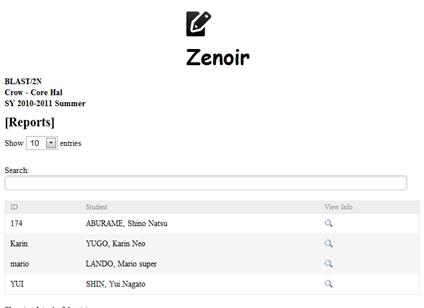 Zenoir
BLAST/2N
Crow - Core Hal
SY 2010-2011 Summer
[Reports]
Show 10 entries
Search:
ID Student View Info
174 ABURAME, Shino Natsu
Karin YUGO, Karin Neo
mario LANDO, Mario super
YUI SHIN, Yui Nagato